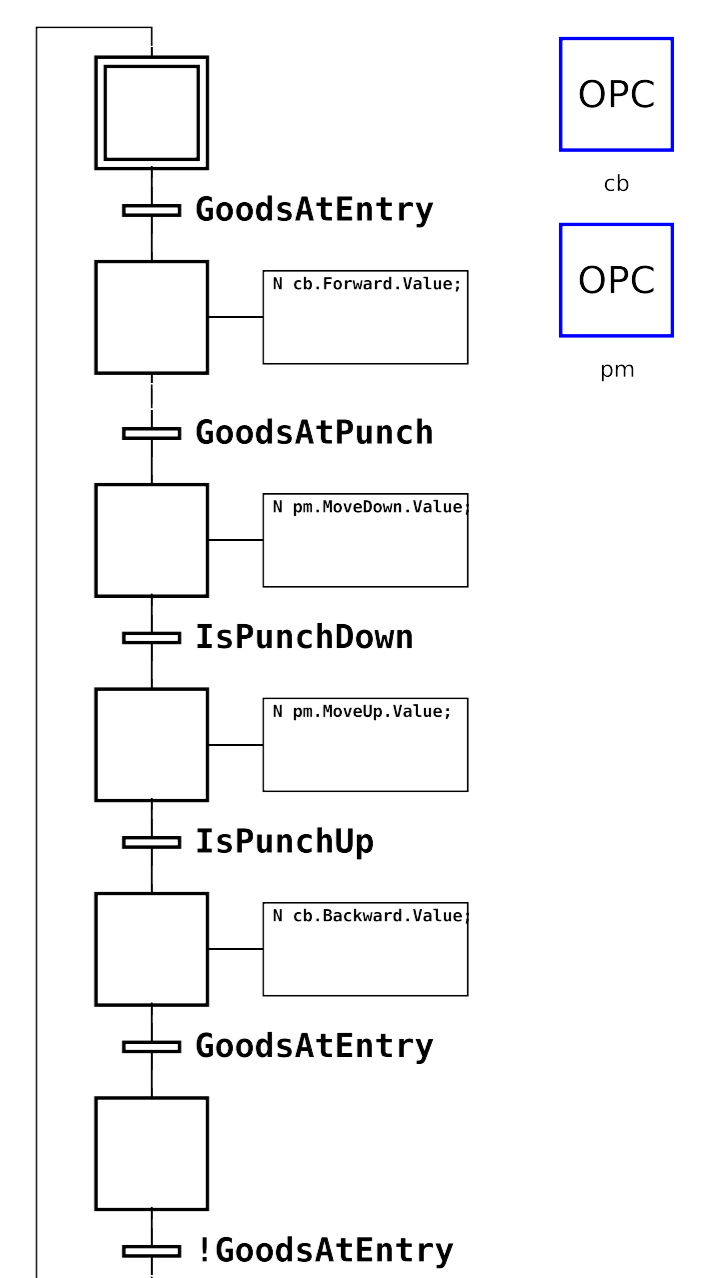 OPC
cb
GoodsAtEntry
OPC
N cb.Forward.Value;
pm
GoodsAtPunch
N pm.MoveDown.Value;
IsPunchDown
N pm.MoveUp.Value;
IsPunchUp
N cb.Backward.Value;
GoodsAtEntry
!GoodsAtEntry